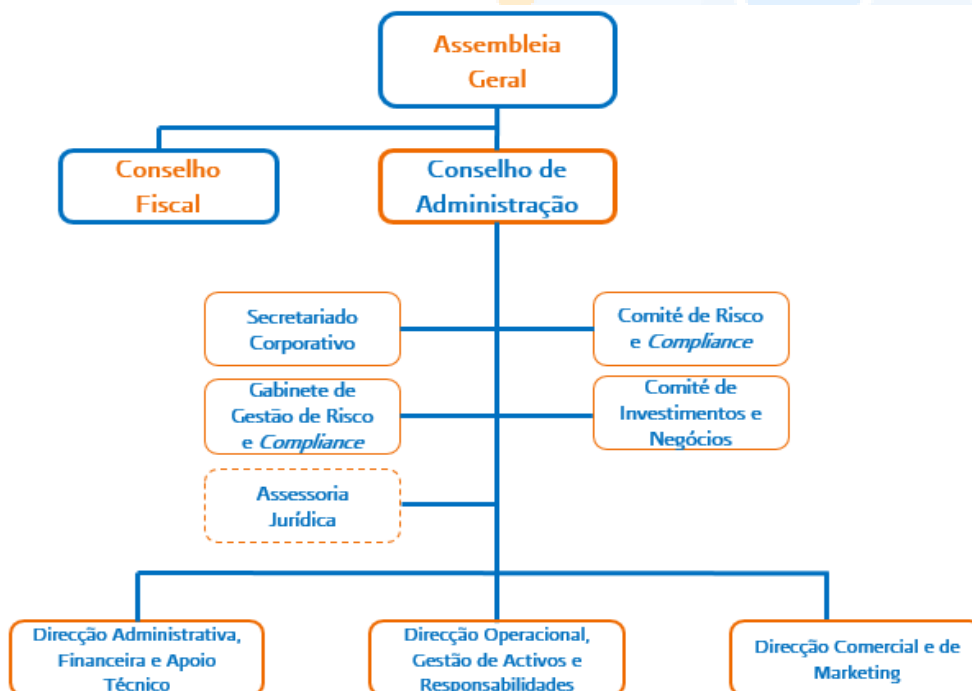 Assembleia
Geral
Conselho
Fiscal
Conselho de
Administração
Secretariado
Corporativo
Comité de Risco
e Compliance
Gabinete de
Gestão de Risco
e Compliance
Comité de
Investimentos e
Negócios
Assessoria
Jurídica
Direcção Administrativa,
Financeira e Apoio
Técnico
Direcção Operacional,
Gestão de Activos e
Responsabilidades
Direcção Comercial e de
Marketing